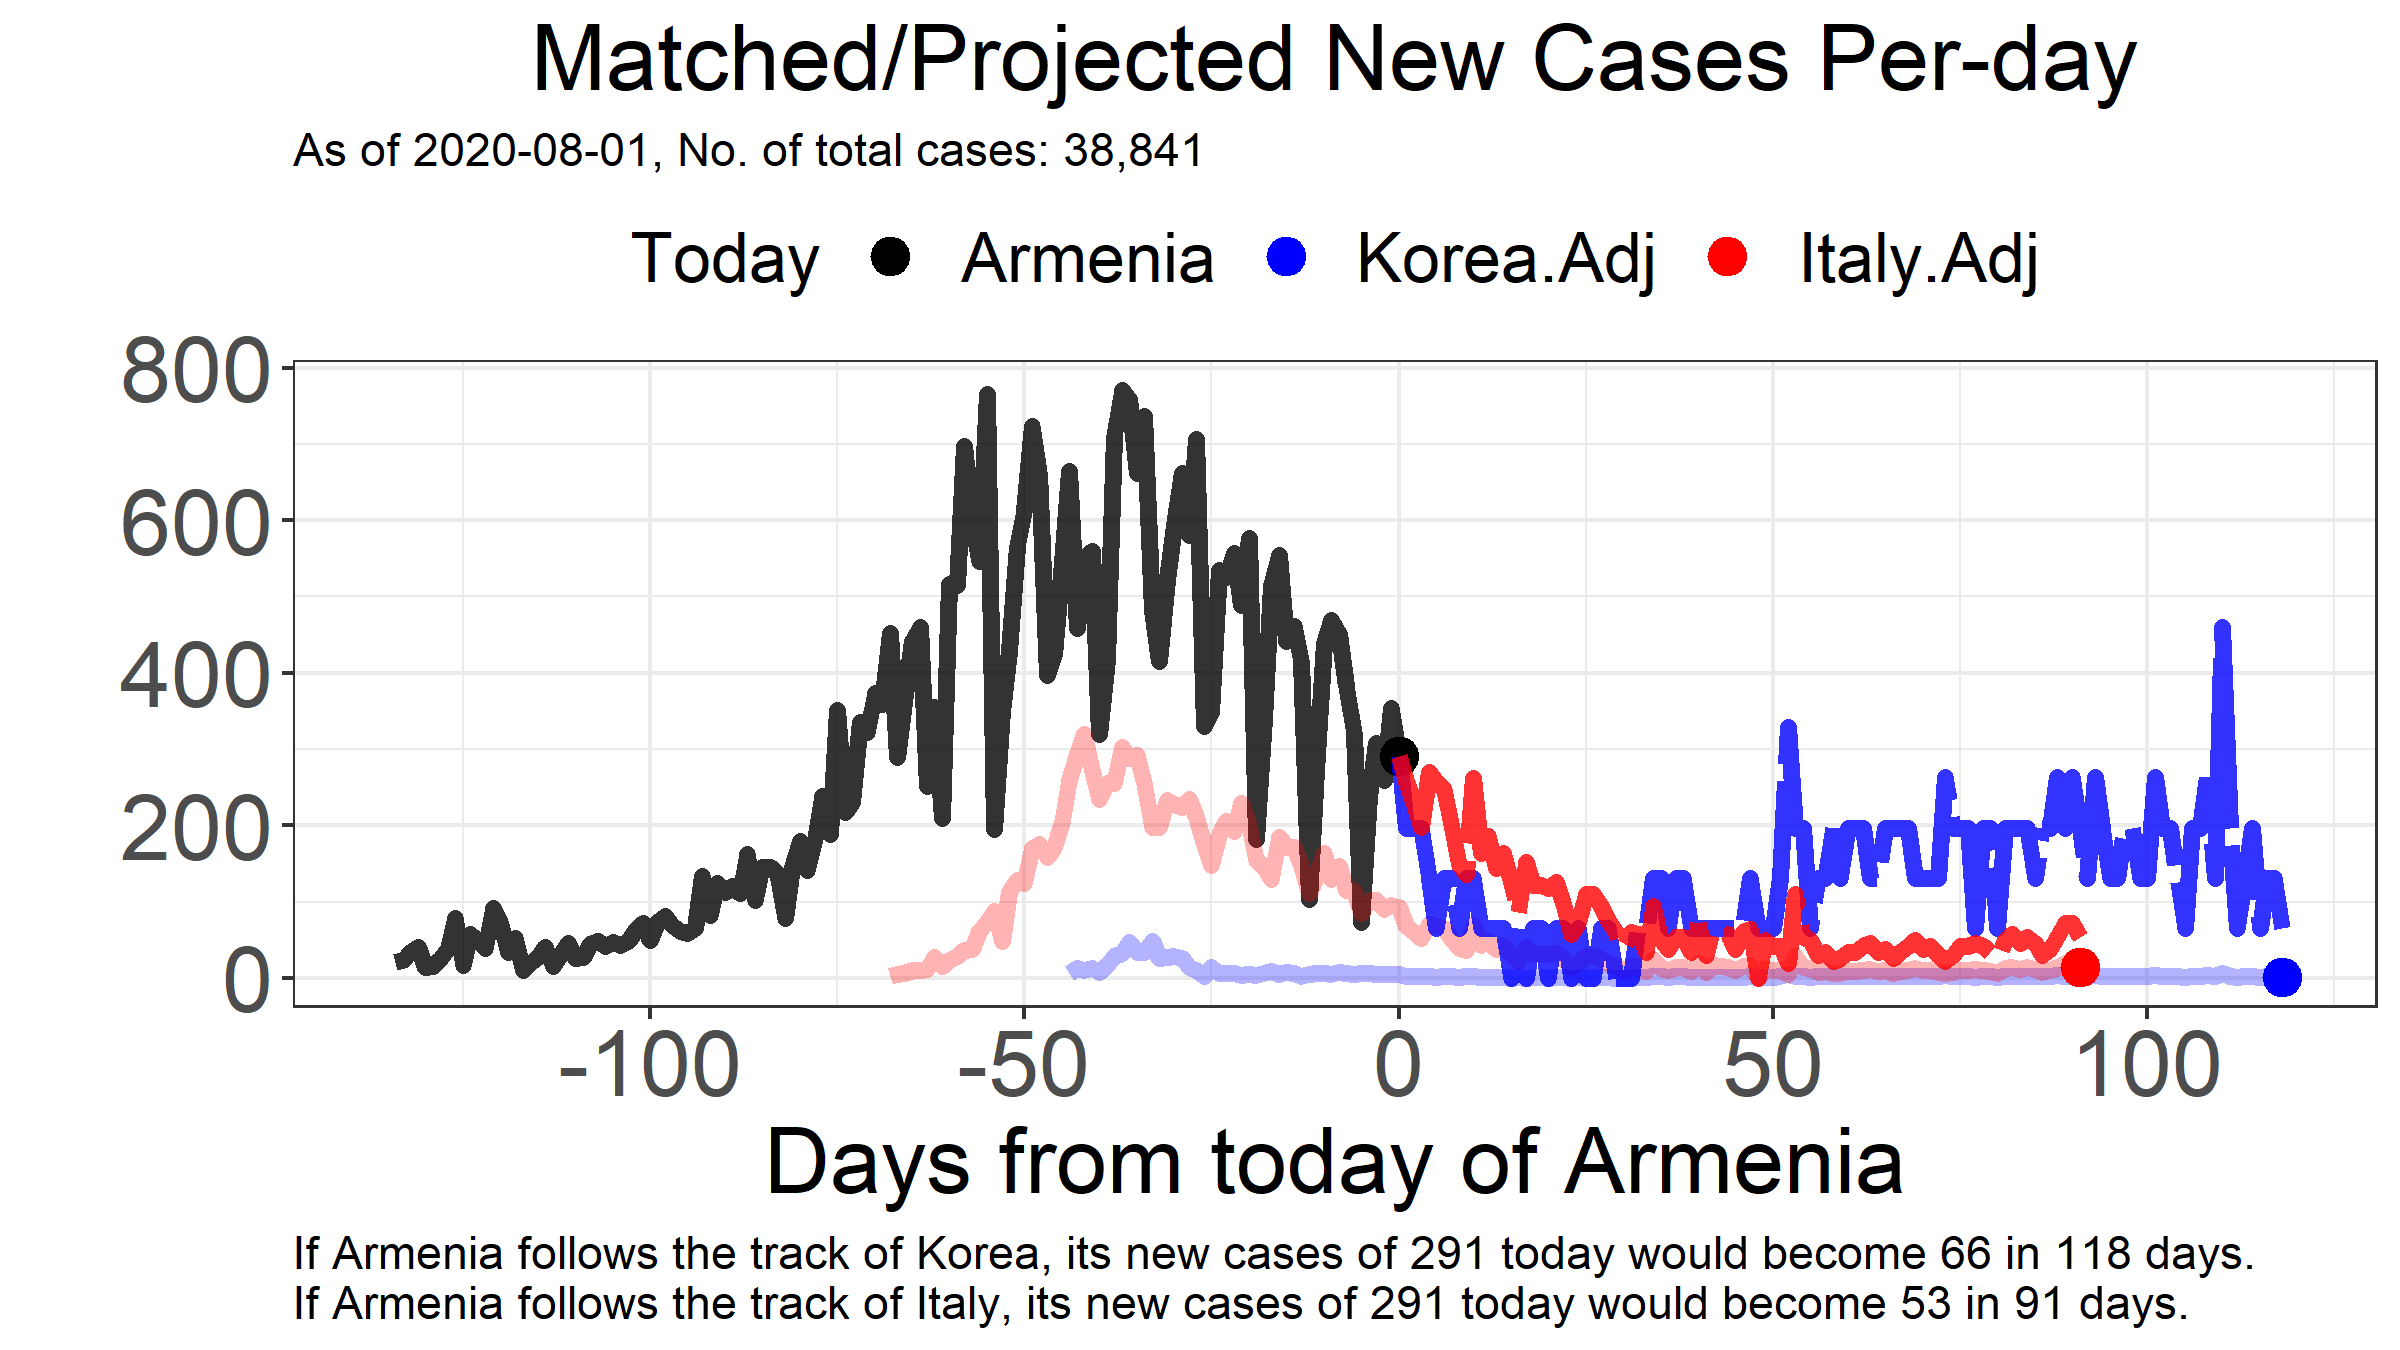 Matched/Projected New Cases Per-day
As of 2020-08-01, No. of total cases: 38,841
Today Armenia Korea.Adj Italy.Adj
800
600
400
200
0
-100 -50 0 50 100
Days from today of Armenia
If Armenia follows the track of Korea, its new cases of 291 today would become 66 in 118 days.
If Armenia follows the track of Italy, its new cases of 291 today would become 53 in 91 days.